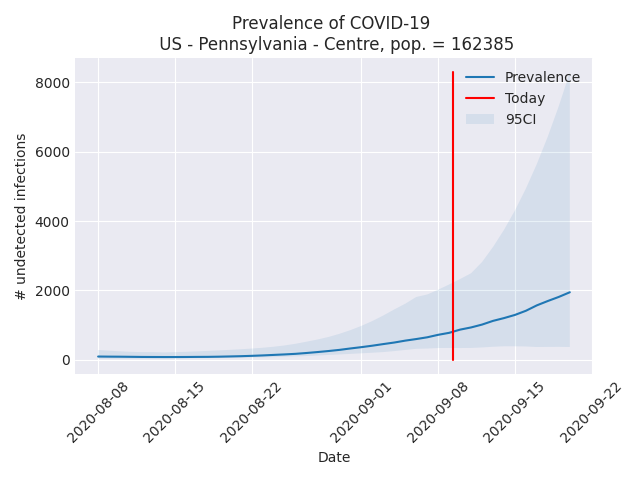 Prevalence of COVID-19
US - Pennsylvania - Centre, pop. = 162385
Prevalence
Today
95CI
8000
6000
4000
2000
0
# undetected infections
2020-08-08
2020-08-15
2020-08-22
2020-09-01
2020-09-08
2020-09-15
2020-09-22
Date